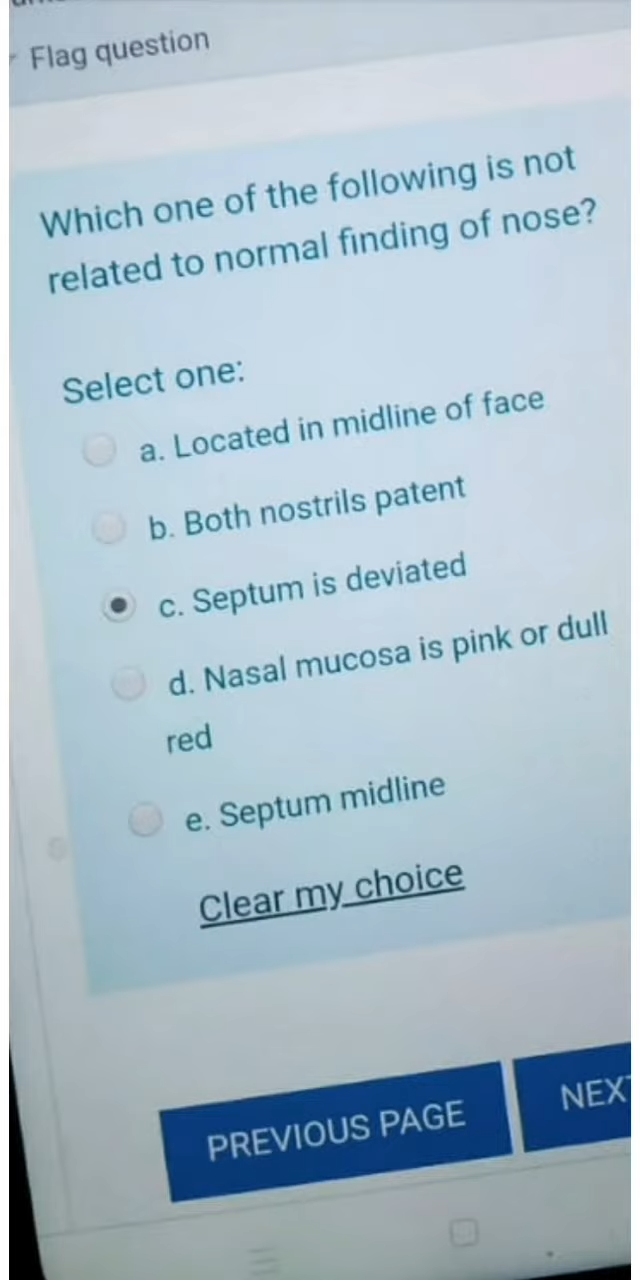 Flag question
Which one of the following is not
related to normal finding of nose?
Select one:
a. Located in midline of face
b. Both nostrils patent
c. Septum is deviated
d. Nasal mucosa is pink or dull
red
e. Septum midline
Clear my choice
PREVIOUS PAGE